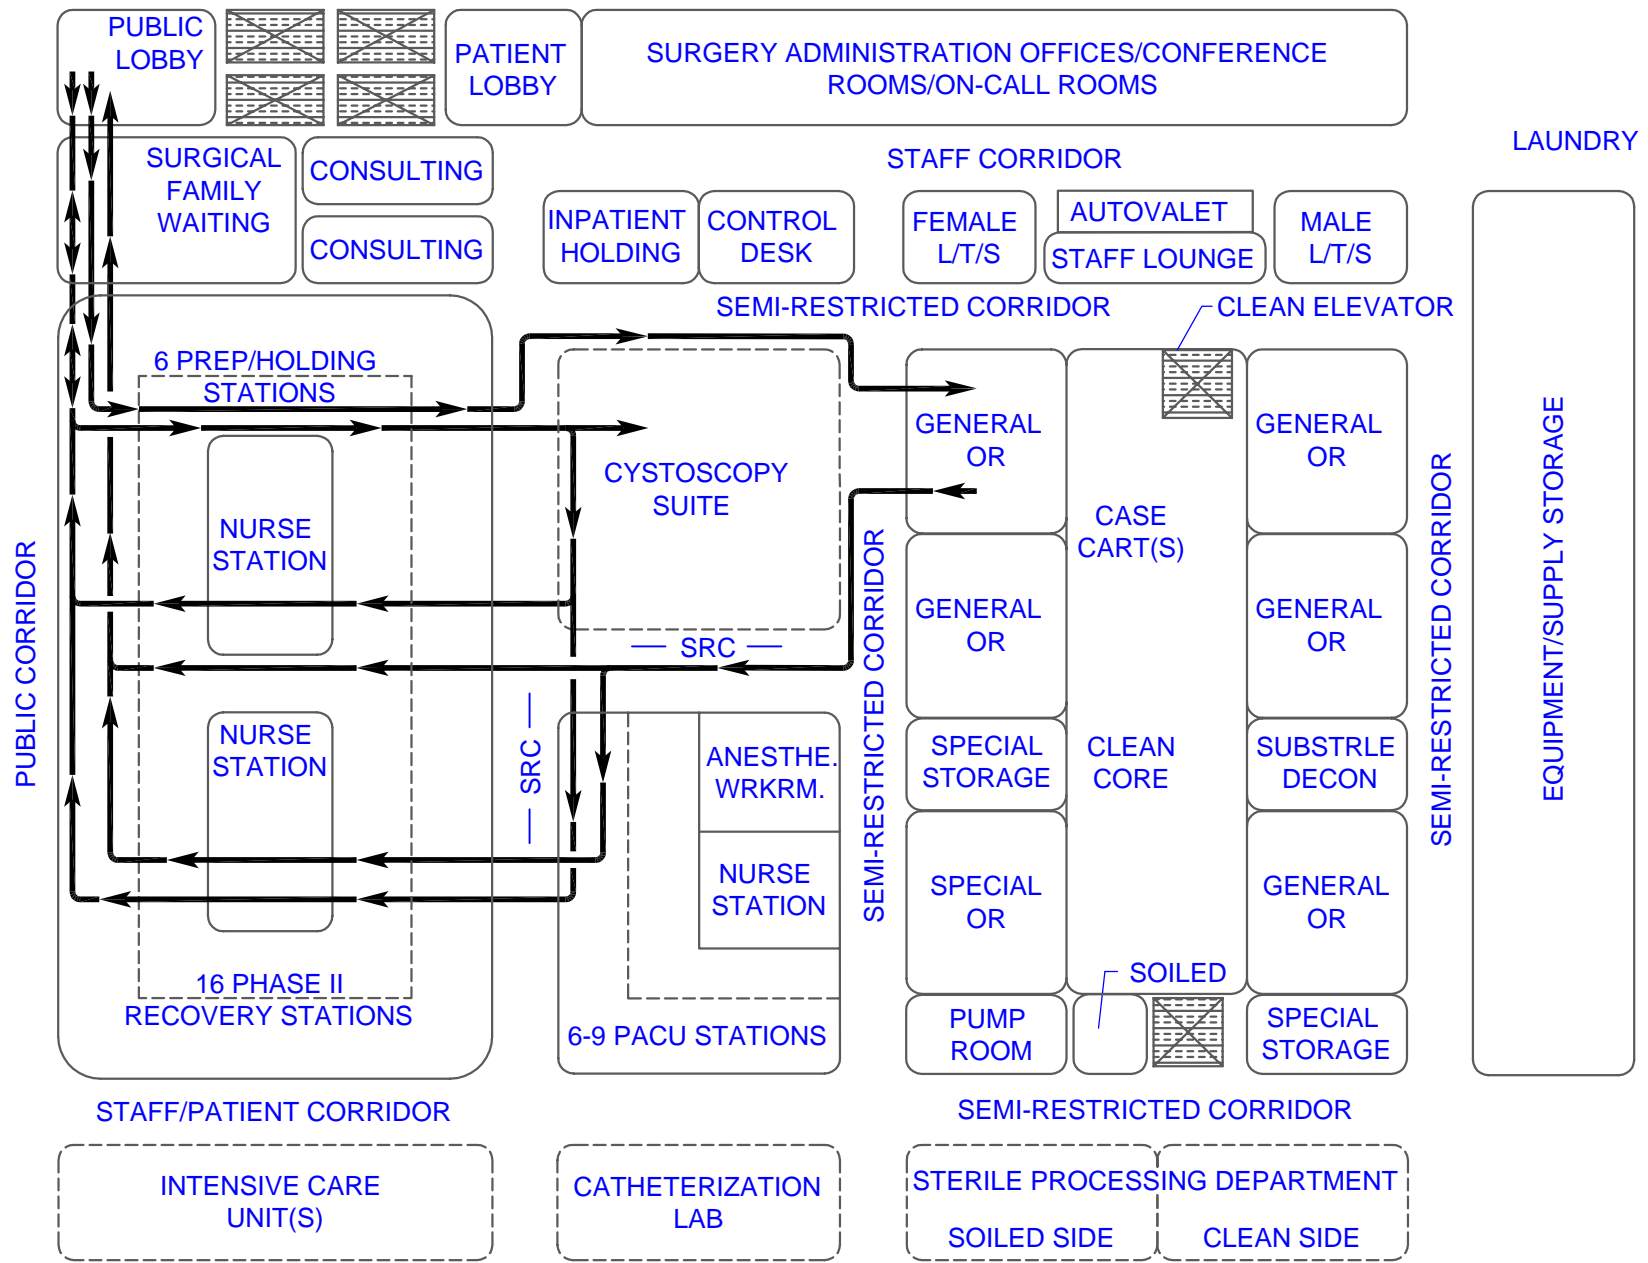 PUBLIC
LOBBY
PATIENT
LOBBY
SURGERY ADMINISTRATION OFFICES/CONFERENCE
ROOMS/ON-CALL ROOMS
LAUNDRY
SURGICAL
FAMILY
WAITING
CONSULTING
CONSULTING
STAFF CORRIDOR
INPATIENT
HOLDING
CONTROL
DESK
FEMALE
L/T/S
AUTOVALET
STAFF LOUNGE
MALE
L/T/S
SEMI-RESTRICTED CORRIDOR
CLEAN ELEVATOR
6 PREP/HOLDING
STATIONS
CYSTOSCOPY
SUITE
GENERAL
OR
GENERAL
OR
CASE
CART(S)
NURSE
STATION
PUBLIC CORRIDOR
SEMI-RESTRICTED CORRIDOR
SEMI-RESTRICTED CORRIDOR
EQUIPMENT/SUPPLY STORAGE
GENERAL
OR
GENERAL
OR
SRC
SRC
NURSE
STATION
ANESTHE.
WRKRM.
SPECIAL
STORAGE
CLEAN
CORE
SUBSTRLE
DECON
NURSE
STATION
SPECIAL
OR
GENERAL
OR
16 PHASE II
RECOVERY STATIONS
6-9 PACU STATIONS
SOILED
PUMP
ROOM
SPECIAL
STORAGE
STAFF/PATIENT CORRIDOR
SEMI-RESTRICTED CORRIDOR
INTENSIVE CARE
UNIT(S)
CATHETERIZATION
LAB
STERILE PROCESSING DEPARTMENT
SOILED SIDE
CLEAN SIDE